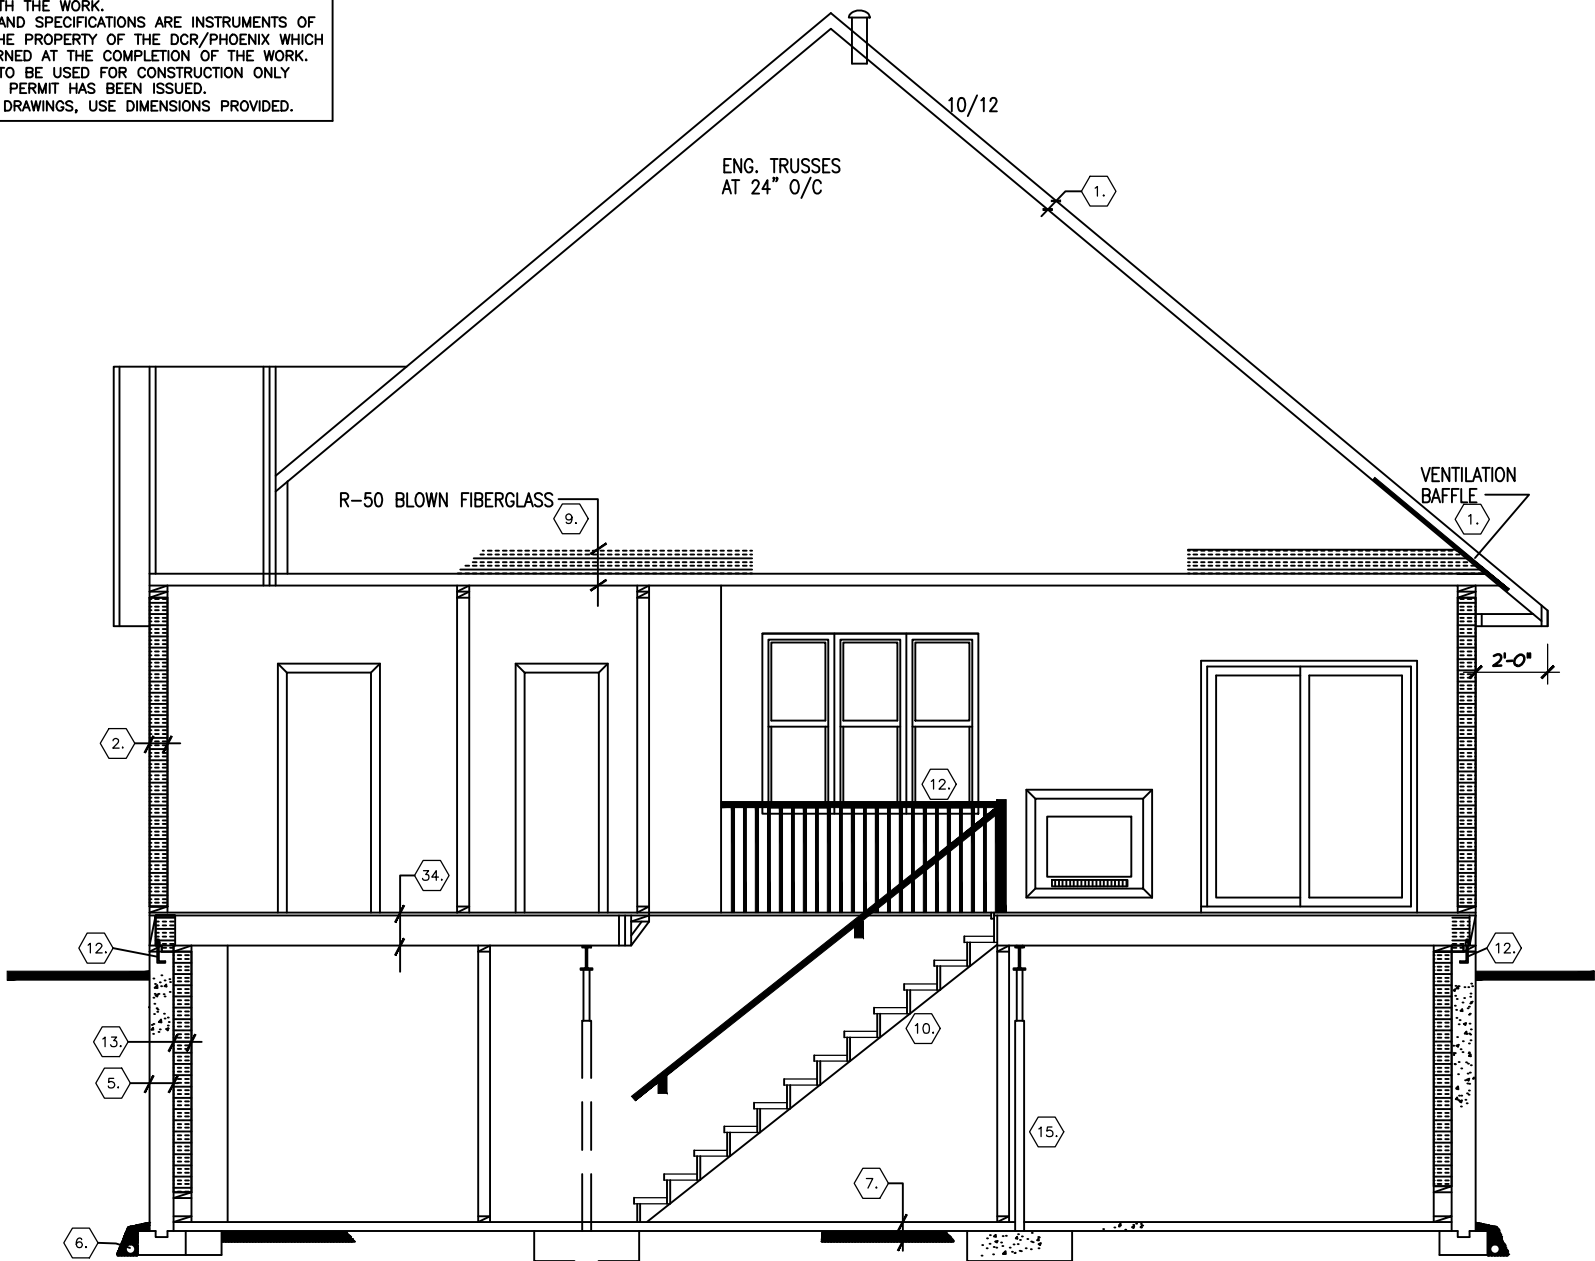 TH THE WORK.
AND SPECIFICATIONS ARE INSTRUMENTS OF
HE PROPERTY OF THE DCR/PHOENIX WHICH
RNED AT THE COMPLETION OF THE WORK.
TO BE USED FOR CONSTRUCTION ONLY
PERMIT HAS BEEN ISSUED.
DRAWINGS, USE DIMENSIONS PROVIDED.
10/12
ENG. TRUSSES
AT 24" O/C
1.
VENTILATION
BAFFLE
1.
R-50 BLOWN FIBERGLASS
9.
2'-0"
2.
12.
34.
12.
12.
10.
13.
5.
15.
7.
6.